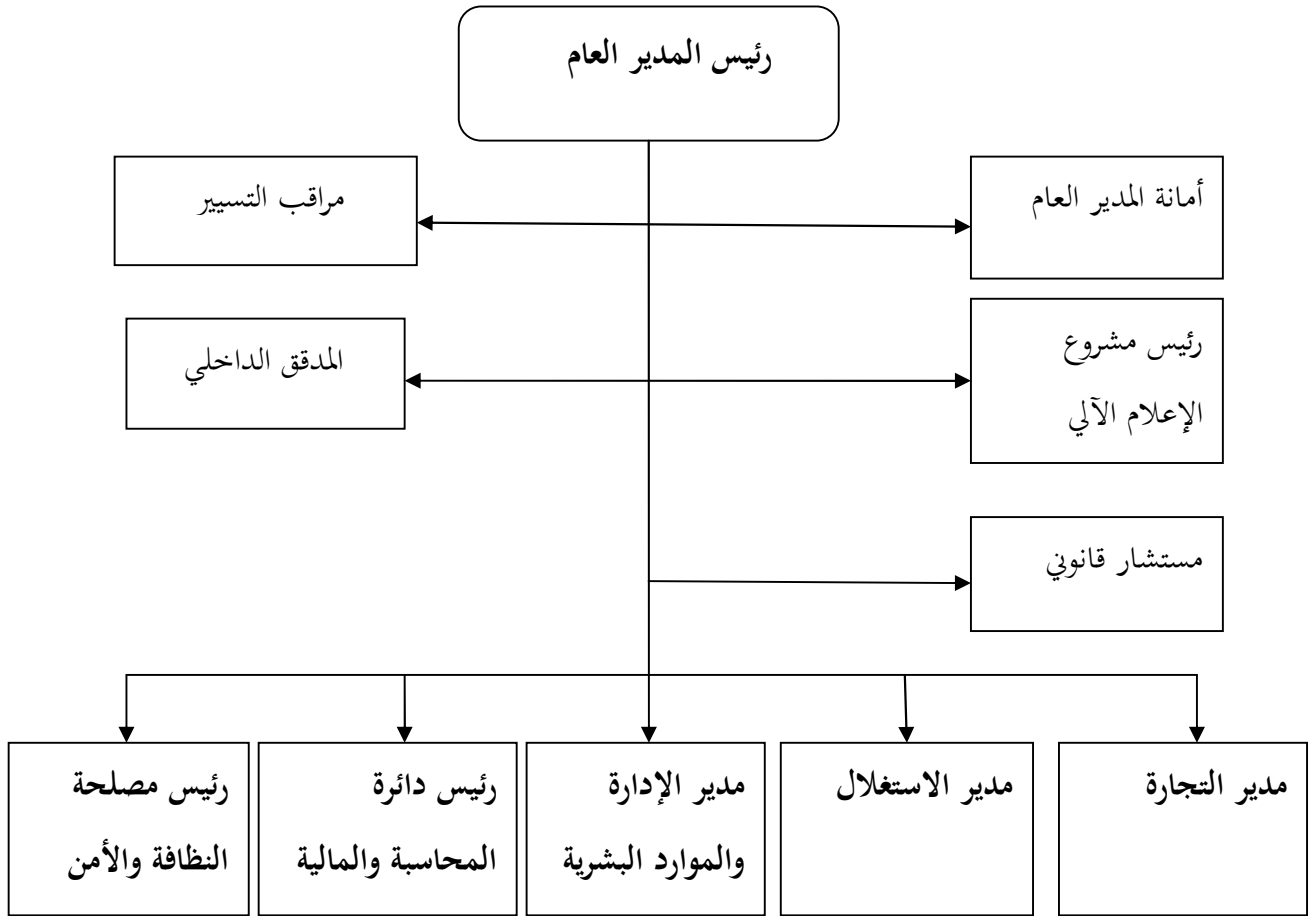 رئيس المدير العام
أمانة المدير العام
مراقب التسيير
رئيس مشروع
الإعلام الآلي
المدقق الداخلي
مستشار قانوني
مدير التجارة
مدير الاستغلال
مدير الإدارة
والموارد البشرية
رئيس دائرة
المحاسبة والمالية
رئيس مصلحة
النظافة والأمن